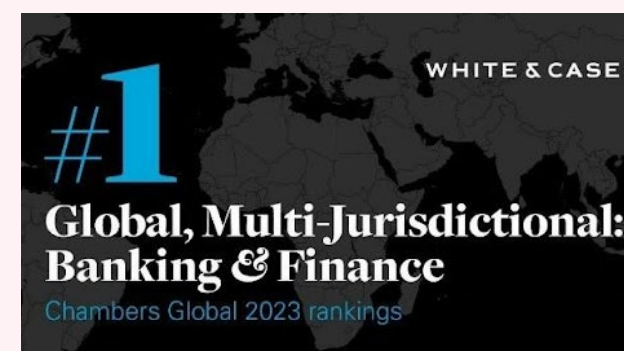 WHITE & CASE
#1
Global, Multi-Jurisdictional:
Banking & Finance
Chambers Global 2023 rankings